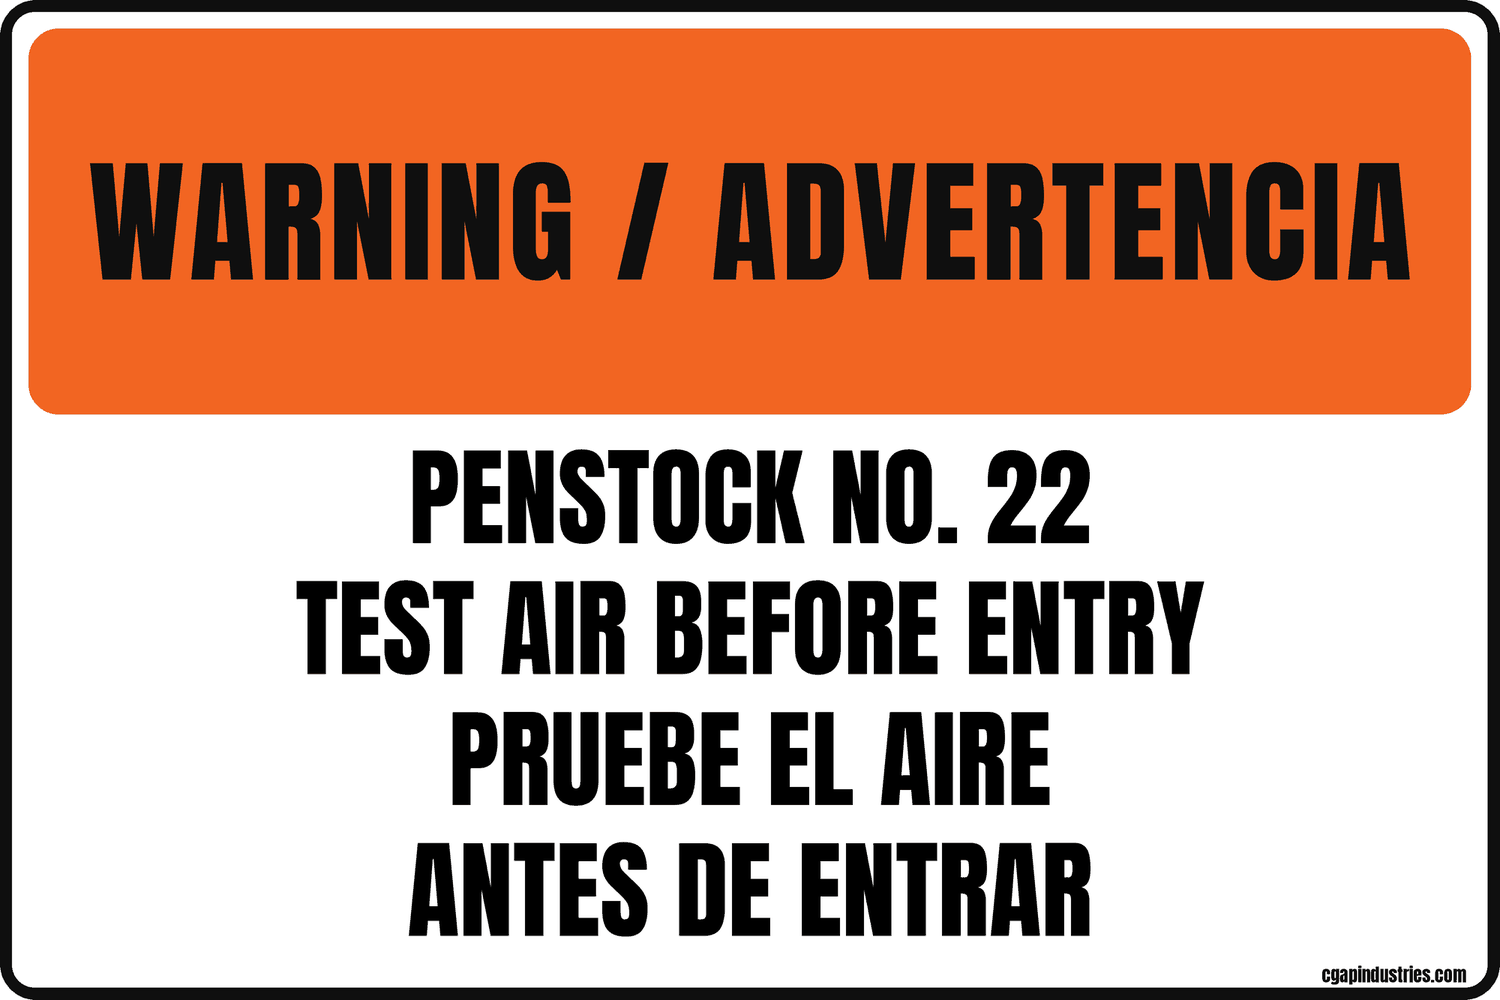 WARNING / ADVERTENCIA
PENSTOCK NO. 22
TEST AIR BEFORE ENTRY
PRUEBE EL AIRE
ANTES DE ENTRAR
cgapindustries.com